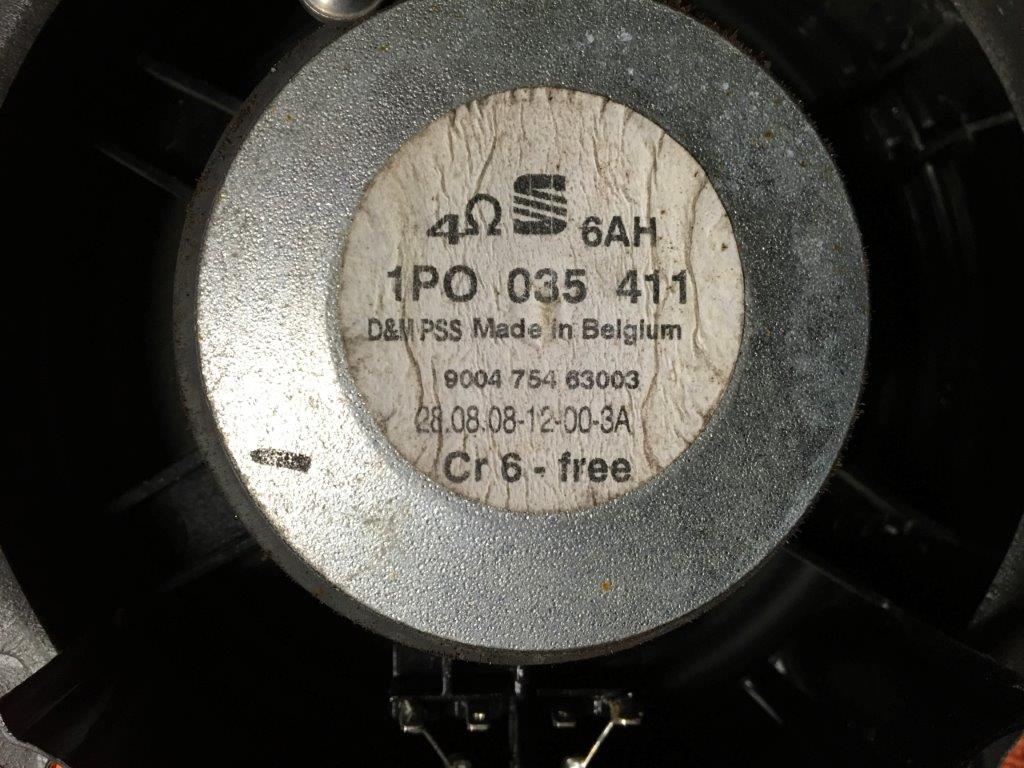 4Ω S 6AH
1PO 035 411
D&M PSS Made in Belgium
9004 754 63003
28.08.08-12-00-3A
Cr 6 - free